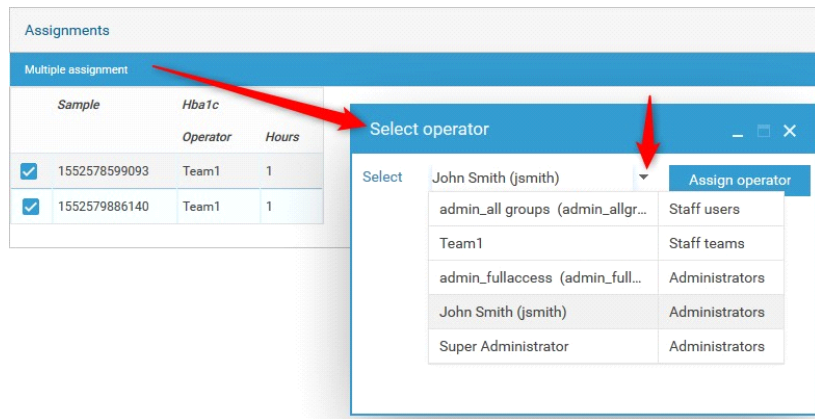 Assignments
Multiple assignment
Sample Hba1c
Operator Hours
1552578599093 Team1 1
1552579886140 Team1 1
Select operator
Select John Smith (jsmith) Assign operator
admin_all groups (admin_allgr... Staff users
Team1 Staff teams
admin_fullaccess (admin_full... Administrators
John Smith (jsmith) Administrators
Super Administrator Administrators